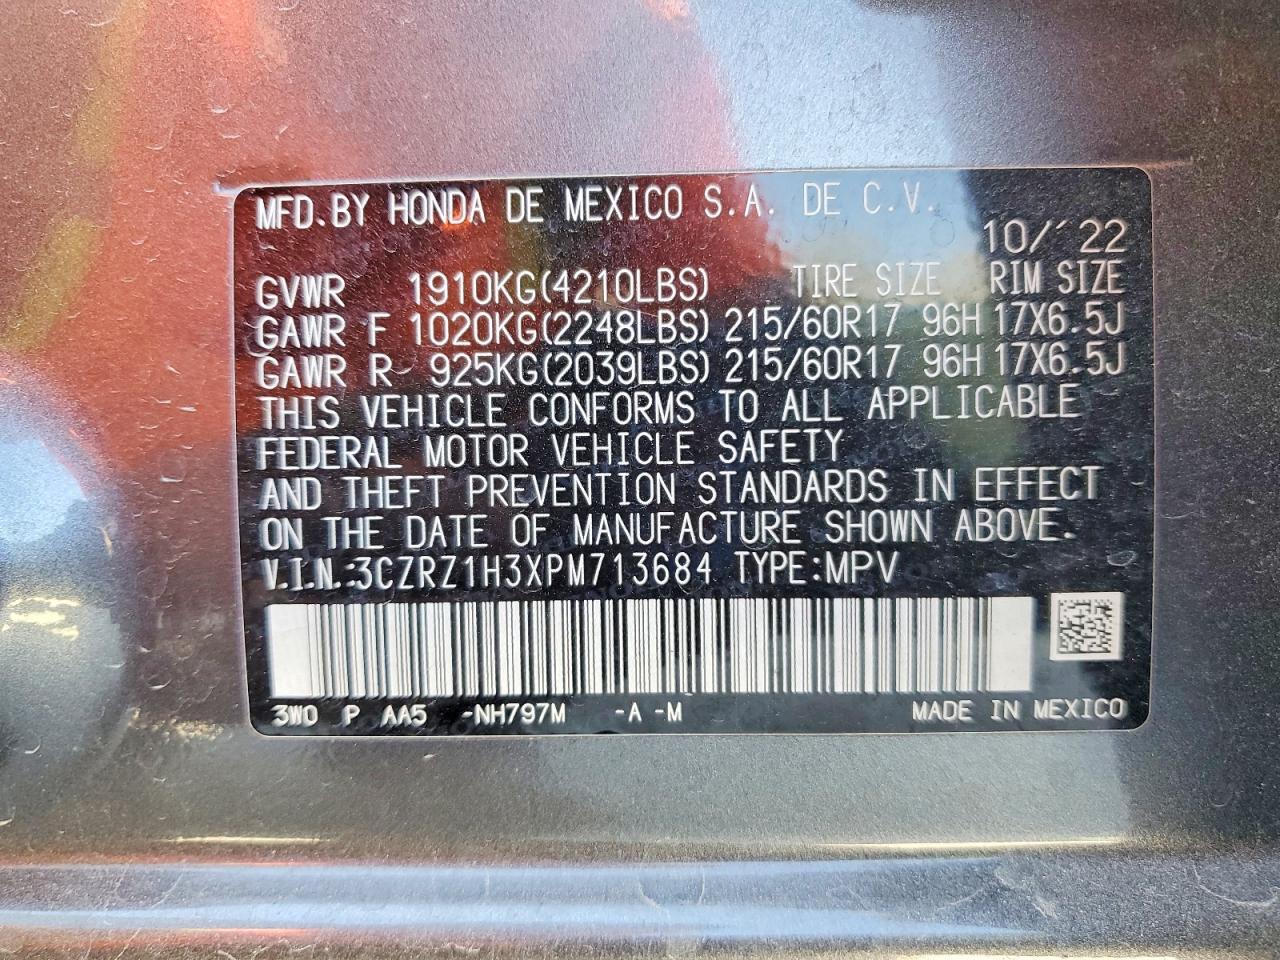 MFD.BY HONDA DE MEXICO S.A. DE C.V.
10/'22
GVWR 1910KG(4210LBS) TIRE SIZE RIM SIZE
GAWR F 1020KG(2248LBS) 215/60R17 96H 17X6.5J
GAWR R 925KG(2039LBS) 215/60R17 96H 17X6.5J
THIS VEHICLE CONFORMS TO ALL APPLICABLE
FEDERAL MOTOR VEHICLE SAFETY
AND THEFT PREVENTION STANDARDS IN EFFECT
ON THE DATE OF MANUFACTURE SHOWN ABOVE.
V.I.N.:3CZRZ1H3XPM713684 TYPE:MPV
3W0 P AA5 -NH797M -A -M MADE IN MEXICO